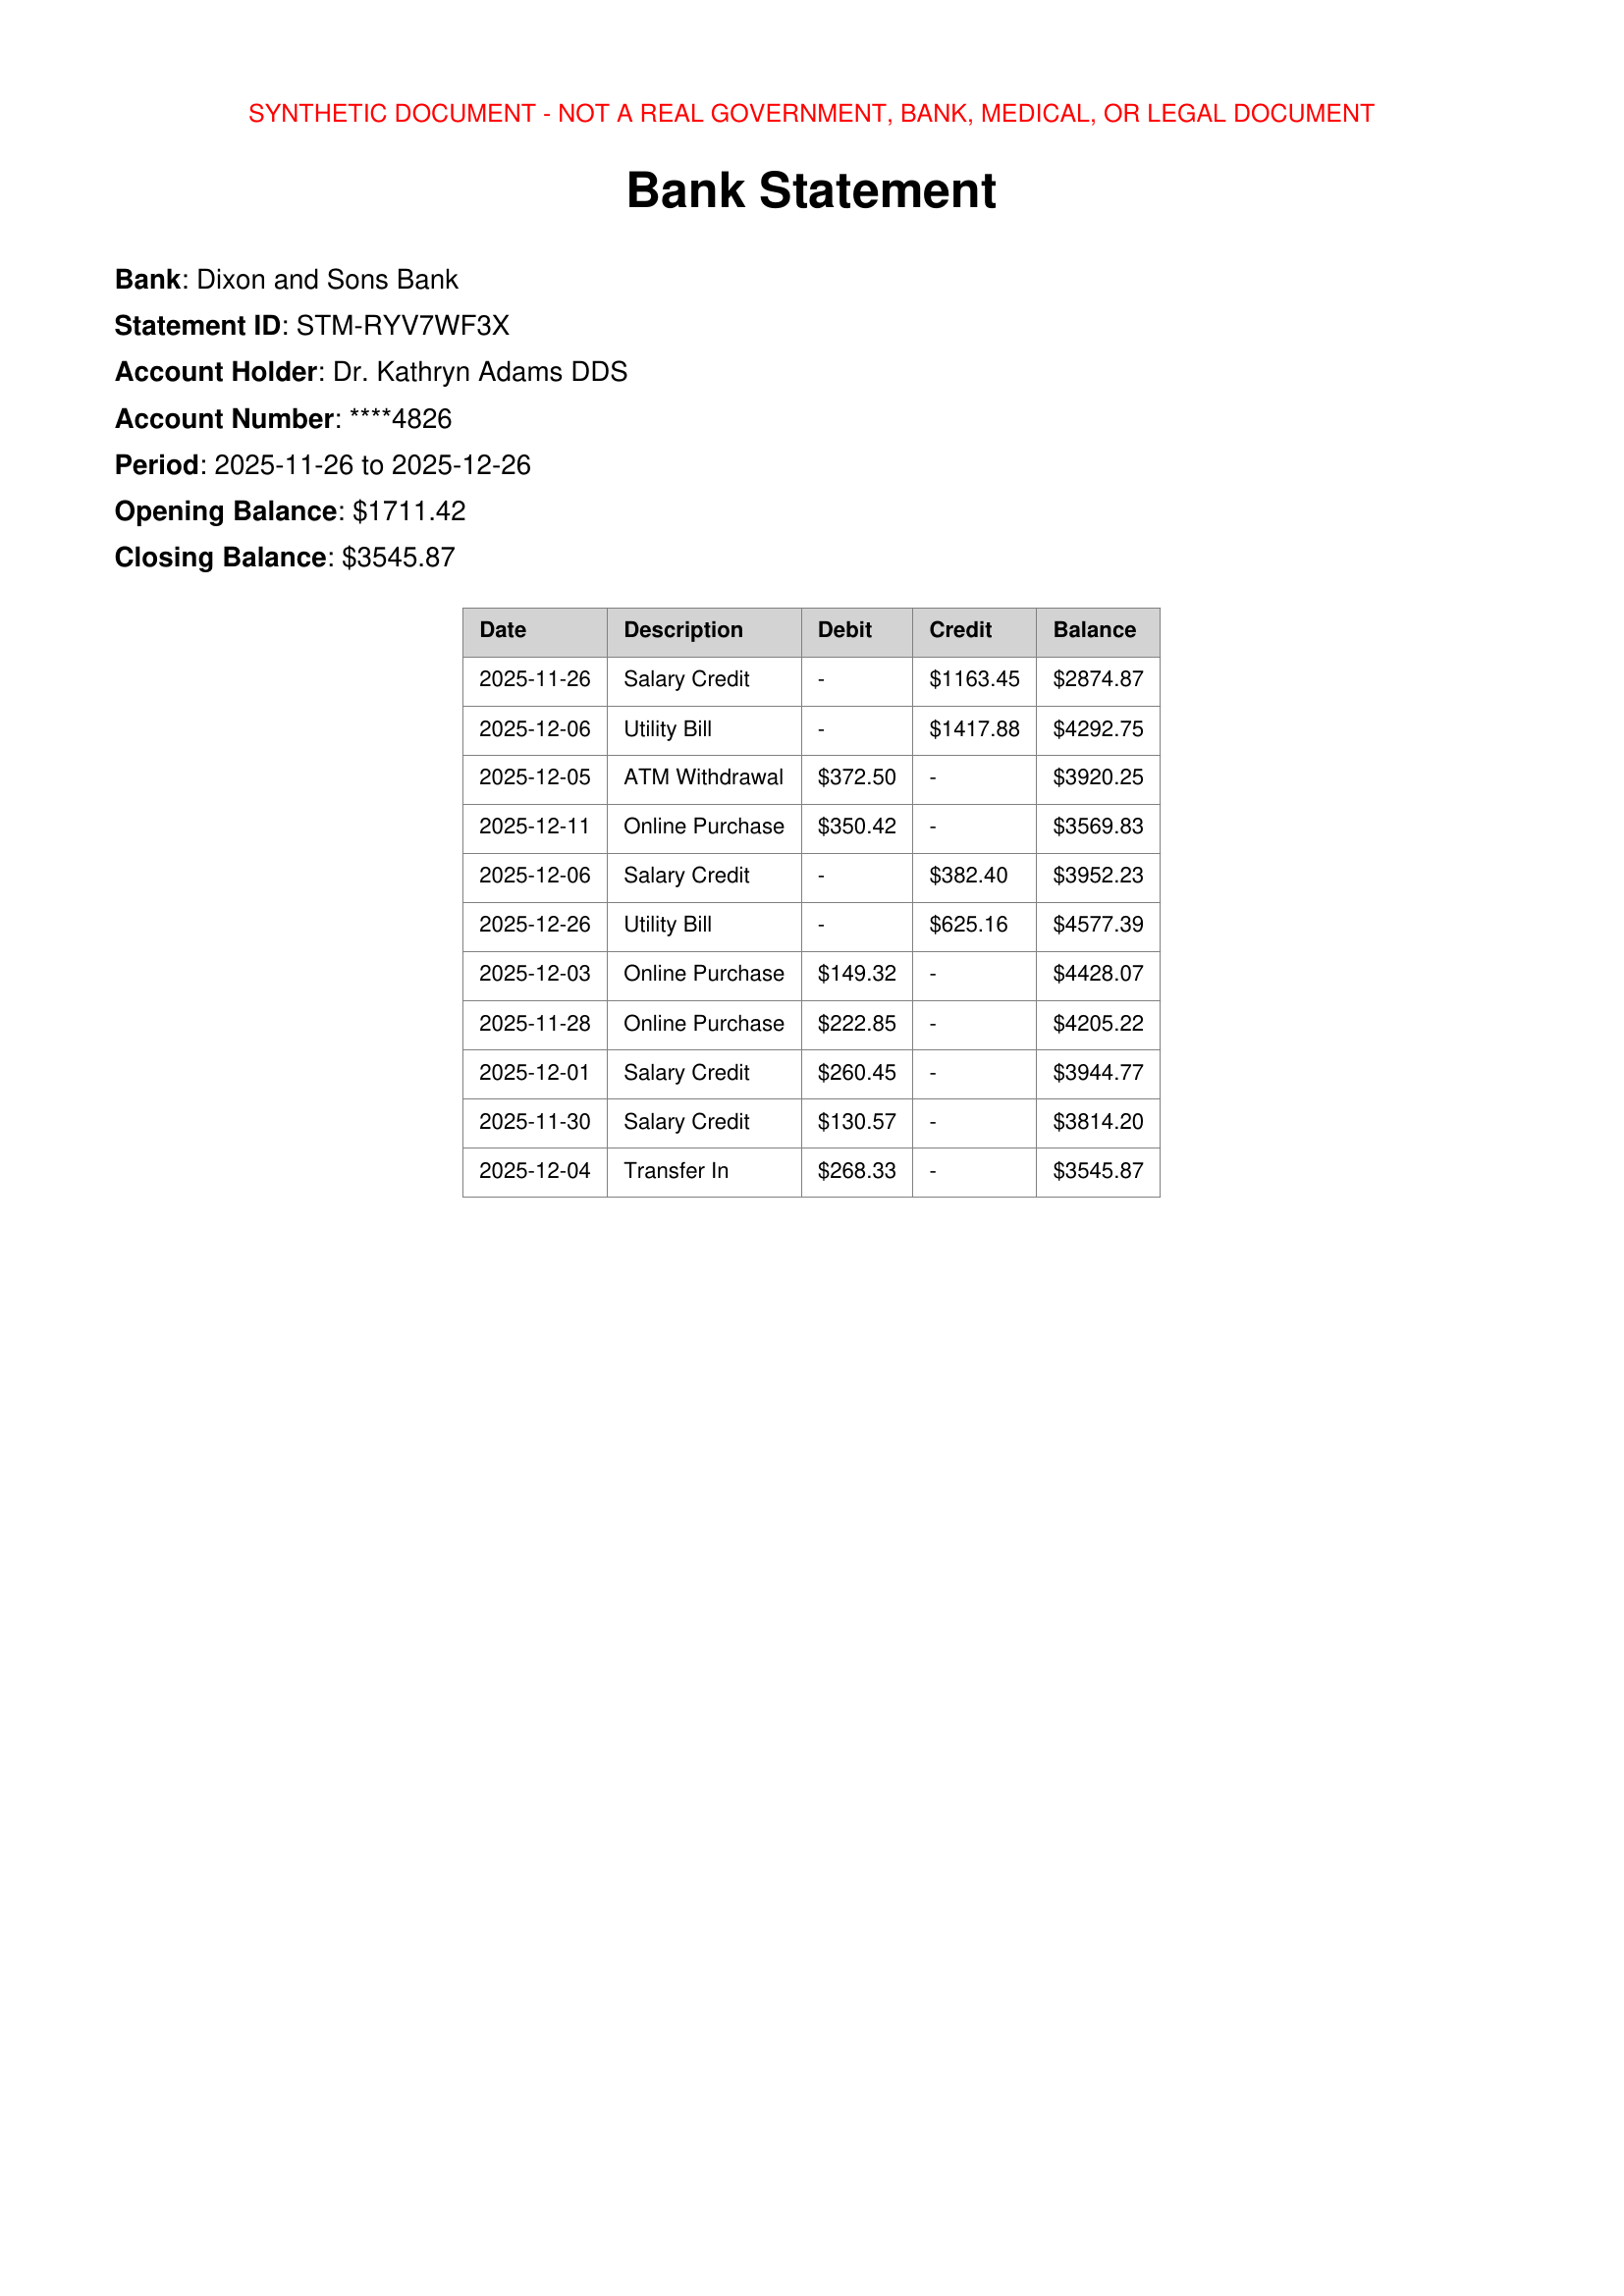 SYNTHETIC DOCUMENT - NOT A REAL GOVERNMENT, BANK, MEDICAL, OR LEGAL DOCUMENT
Bank Statement
Bank: Dixon and Sons Bank
Statement ID: STM-RYV7WF3X
Account Holder: Dr. Kathryn Adams DDS
Account Number: ****4826
Period: 2025-11-26 to 2025-12-26
Opening Balance: $1711.42
Closing Balance: $3545.87
Date Description Debit Credit Balance
2025-11-26 Salary Credit - $1163.45 $2874.87
2025-12-06 Utility Bill - $1417.88 $4292.75
2025-12-05 ATM Withdrawal $372.50 - $3920.25
2025-12-11 Online Purchase $350.42 - $3569.83
2025-12-06 Salary Credit - $382.40 $3952.23
2025-12-26 Utility Bill - $625.16 $4577.39
2025-12-03 Online Purchase $149.32 - $4428.07
2025-11-28 Online Purchase $222.85 - $4205.22
2025-12-01 Salary Credit $260.45 - $3944.77
2025-11-30 Salary Credit $130.57 - $3814.20
2025-12-04 Transfer In $268.33 - $3545.87